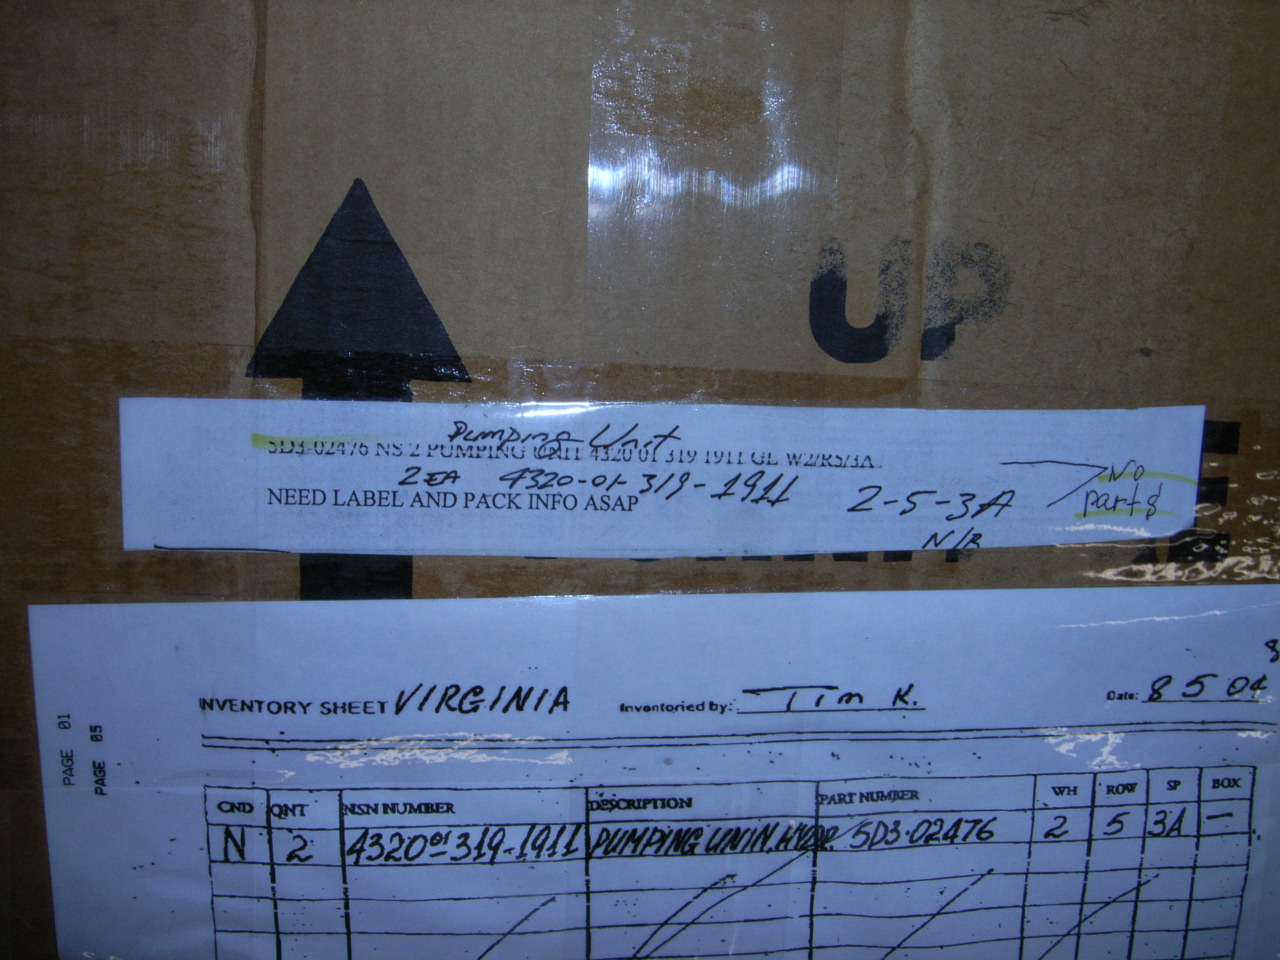 UP
Pumping Unit
5D3-02476 NS 2 PUMPING UNIT 4320 01 319 1911 GL W2/R5/3A
2 EA 4320-01-319-1911 2-5-3A No parts
NEED LABEL AND PACK INFO ASAP
N/B
INVENTORY SHEET VIRGINIA Inventoried by: Tim K. Date: 8 5 04
PAGE 01
PAGE 05
CND QNT NSN NUMBER DESCRIPTION PART NUMBER WH ROW SP BOX
N 2 4320 01 319-1911 PUMPING UNIN, HYDR. 5D3-02476 2 5 3A —